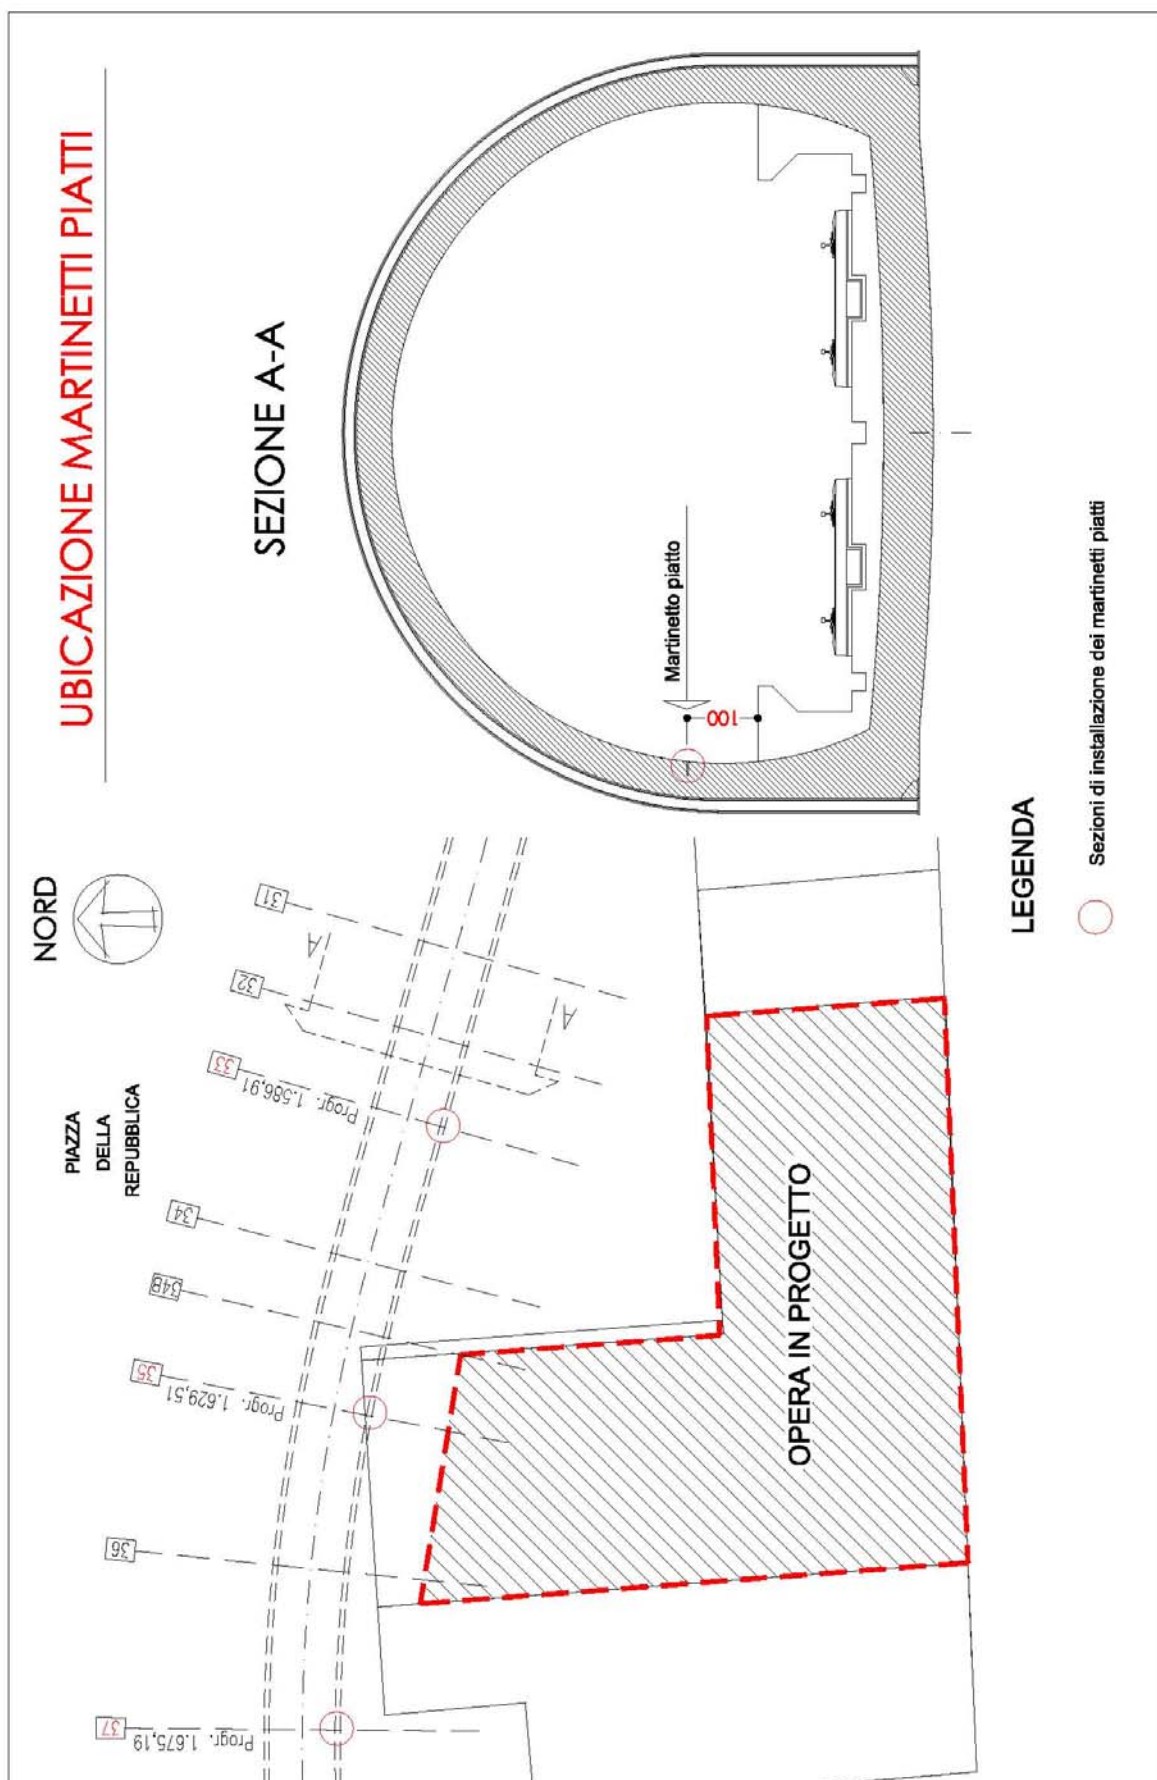 UBICAZIONE MARTINETTI PIATTI
NORD
PIAZZA
DELLA
REPUBBLICA
37
Progr. 1.675,19
36
35
Progr. 1.629,51
34B
34
33
Progr. 1.586,91
32
31
A
A
OPERA IN PROGETTO
SEZIONE A-A
Martinetto piatto
100
1
LEGENDA
Sezioni di installazione dei martinetti piatti